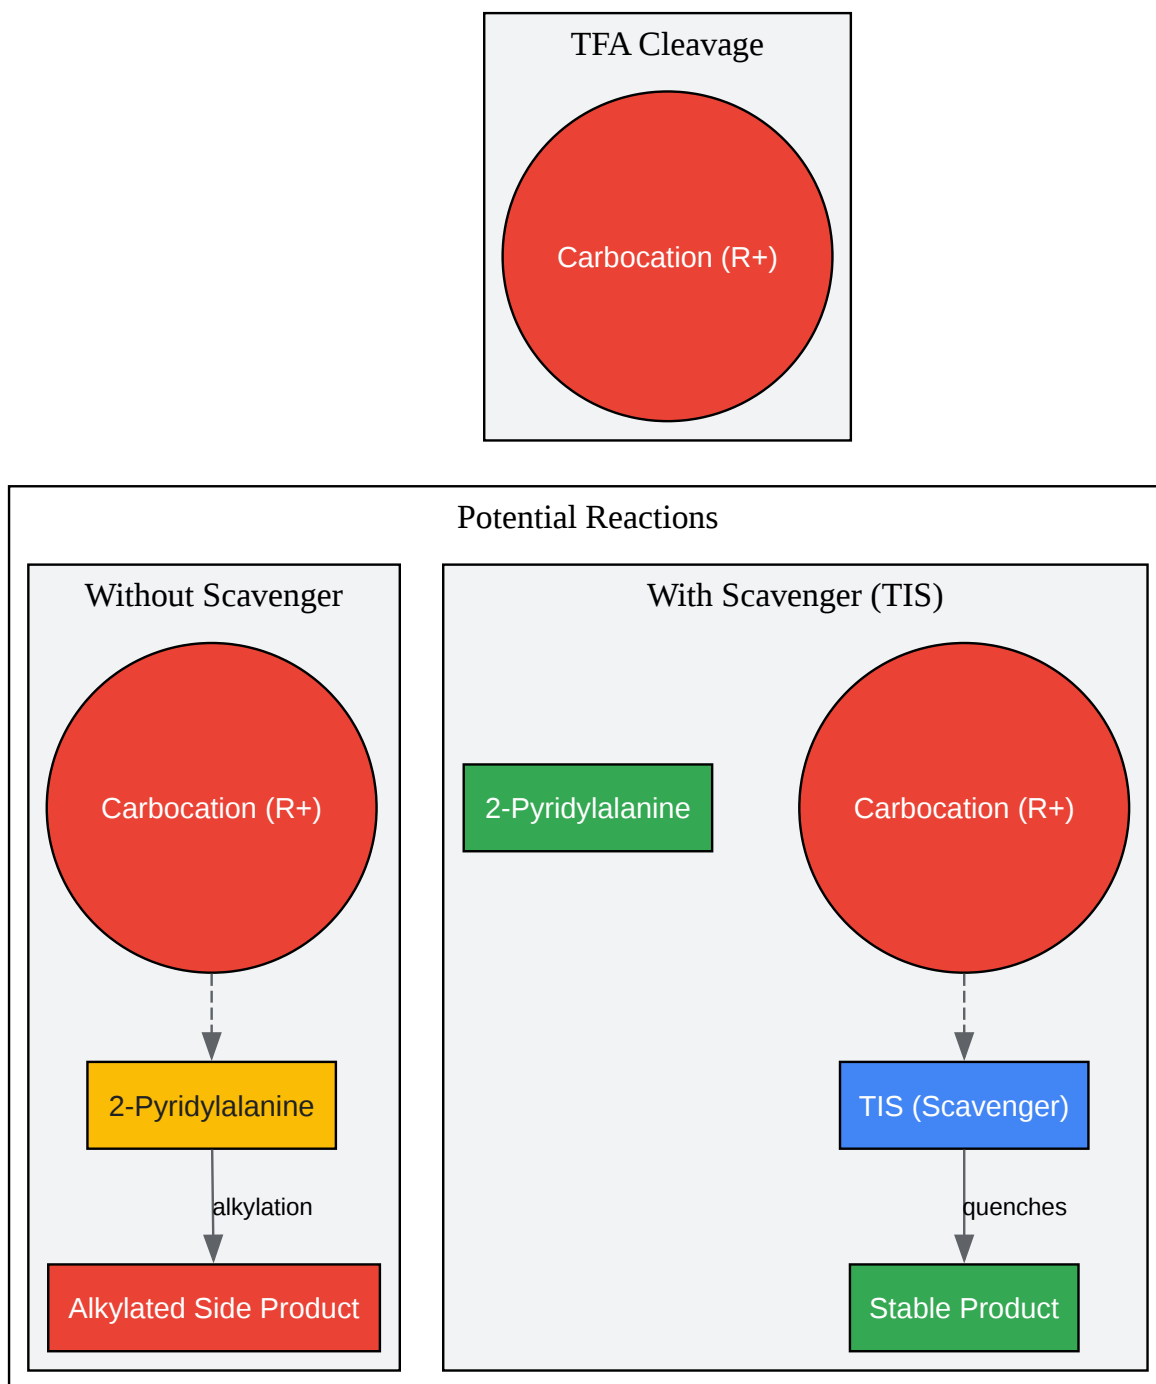 TFA Cleavage
Carbocation (R+)
Potential Reactions
Without Scavenger
Carbocation (R+)
2-Pyridylalanine
alkylation
Alkylated Side Product
With Scavenger (TIS)
2-Pyridylalanine
Carbocation (R+)
TIS (Scavenger)
quenches
Stable Product